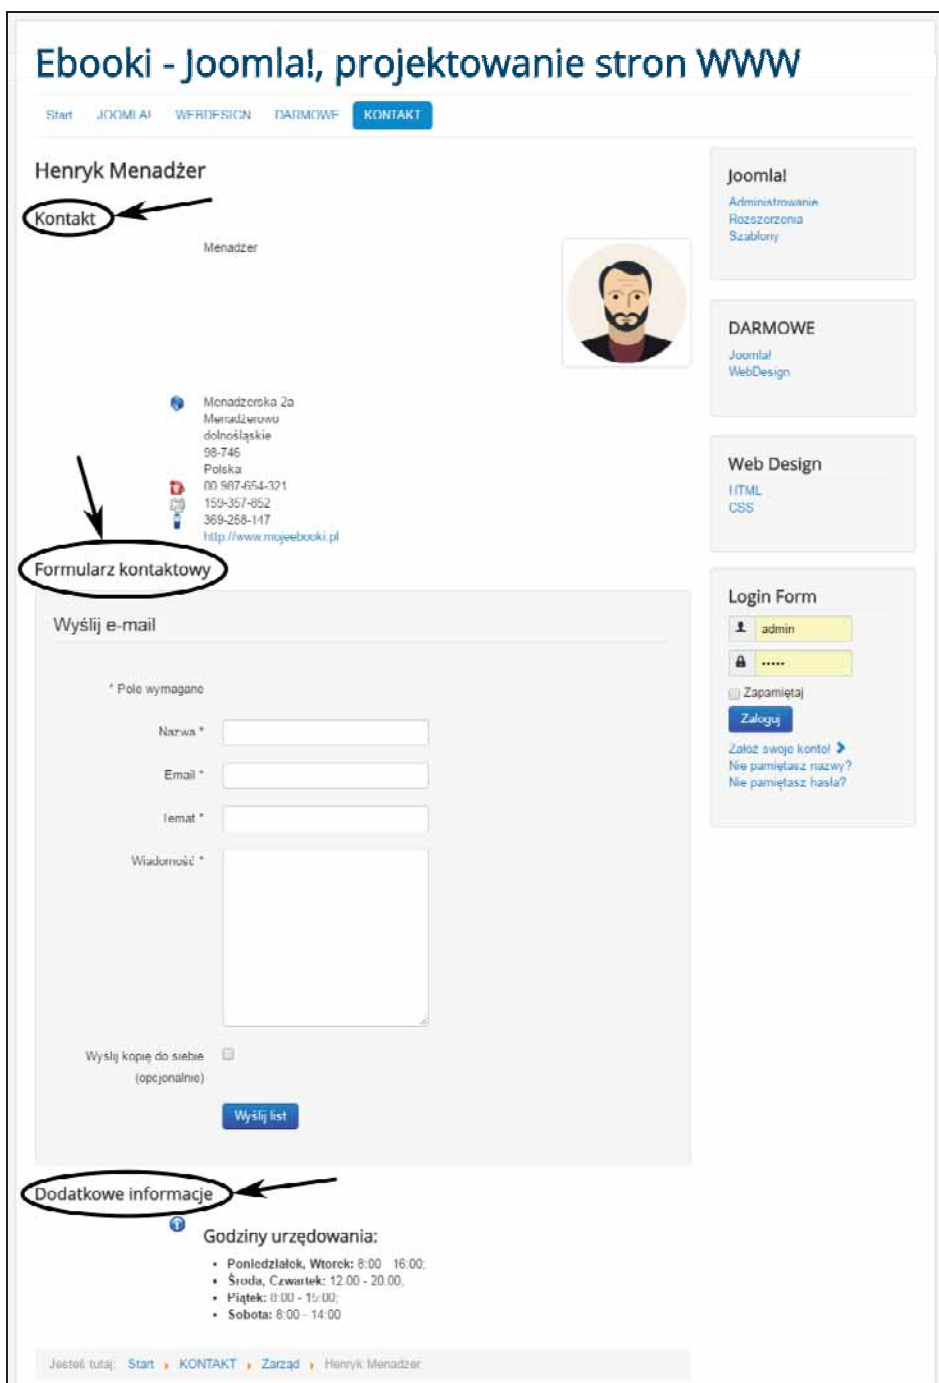 Ebooki - Joomla!, projektowanie stron WWW
Start JOOMLA! WEBDESIGN DARMOWE KONTAKT
Henryk Menadżer
Kontakt
Menadżer
Menadżerska 2a
Menadżerowo
dolnośląskie
98-746
Polska
00 987-654-321
159-357-852
369-258-147
http://www.mojeebooki.pl
Formularz kontaktowy
Wyślij e-mail
* Pole wymagane
Nazwa *
Email *
Temat *
Wiadomość *
Wyślij kopię do siebie
(opcjonalnie)
Wyślij list
Dodatkowe informacje
Godziny urzędowania:
• Poniedziałek, Wtorek: 8:00 - 16:00;
• Środa, Czwartek: 12.00 - 20.00;
• Piątek: 8:00 - 15:00;
• Sobota: 8:00 - 14:00
Jesteś tutaj: Start KONTAKT Zarząd Henryk Menadżer
Joomla!
Administrowanie
Rozszerzenia
Szablony
DARMOWE
Joomla!
WebDesign
Web Design
HTML
CSS
Login Form
admin
•••••
Zapamiętaj
Zaloguj
Załóż swoje konto!
Nie pamiętasz nazwy?
Nie pamiętasz hasła?